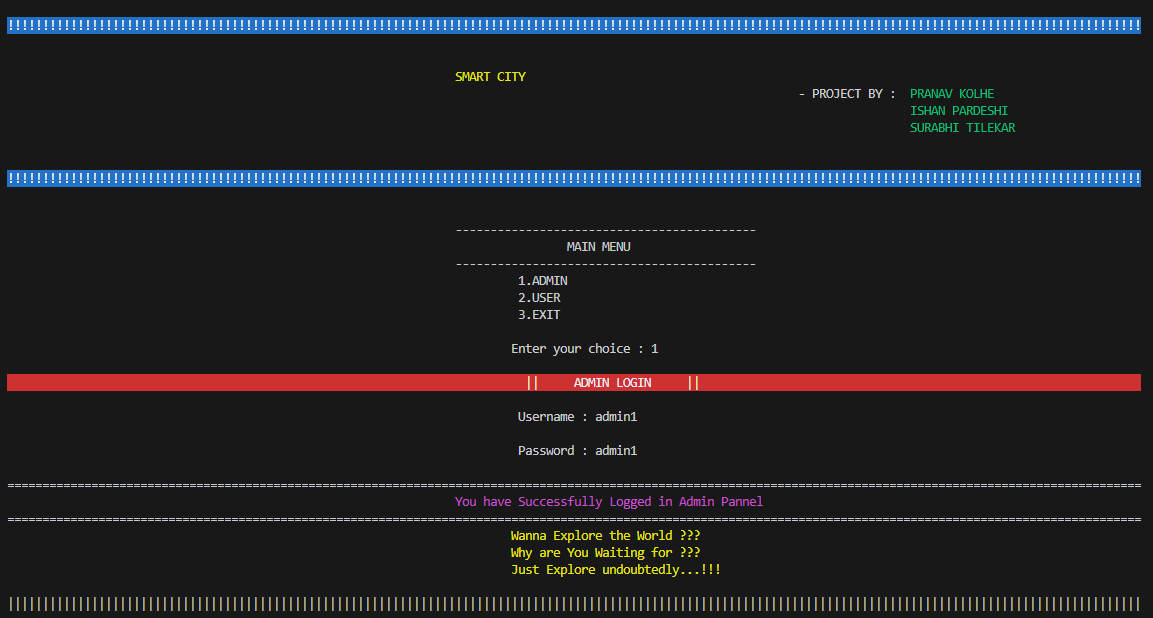 !!!!!!!!!!!!!!!!!!!!!!!!!!!!!!!!!!!!!!!!!!!!!!!!!!!!!!!!!!!!!!!!!!!!!!!!!!!!!!!!!!!!!!!!!!!!!!!!!!!!!!!!!!!!!!!!!!!!!!!!!!!!!!!!!!!!!!!!!!!!!!!!!!!!!!!!!!!!!!!!!!
SMART CITY
- PROJECT BY : PRANAV KOLHE
ISHAN PARDESHI
SURABHI TILEKAR
!!!!!!!!!!!!!!!!!!!!!!!!!!!!!!!!!!!!!!!!!!!!!!!!!!!!!!!!!!!!!!!!!!!!!!!!!!!!!!!!!!!!!!!!!!!!!!!!!!!!!!!!!!!!!!!!!!!!!!!!!!!!!!!!!!!!!!!!!!!!!!!!!!!!!!!!!!!!!!!!!!
-------------------------------------------
MAIN MENU
-------------------------------------------
1.ADMIN
2.USER
3.EXIT
Enter your choice : 1
|| ADMIN LOGIN ||
Username : admin1
Password : admin1
==================================================================================================================================================================
You have Successfully Logged in Admin Pannel
==================================================================================================================================================================
Wanna Explore the World ???
Why are You Waiting for ???
Just Explore undoubtedly...!!!
||||||||||||||||||||||||||||||||||||||||||||||||||||||||||||||||||||||||||||||||||||||||||||||||||||||||||||||||||||||||||||||||||||||||||||||||||||||||||||||||||